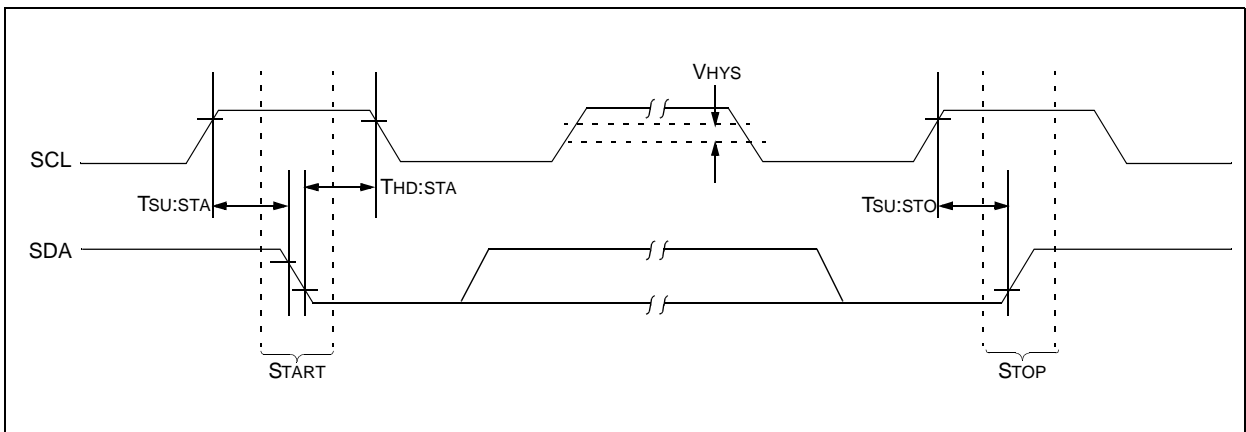 VHYS
SCL
THD:STA
TSU:STA
TSU:STO
SDA
START
STOP